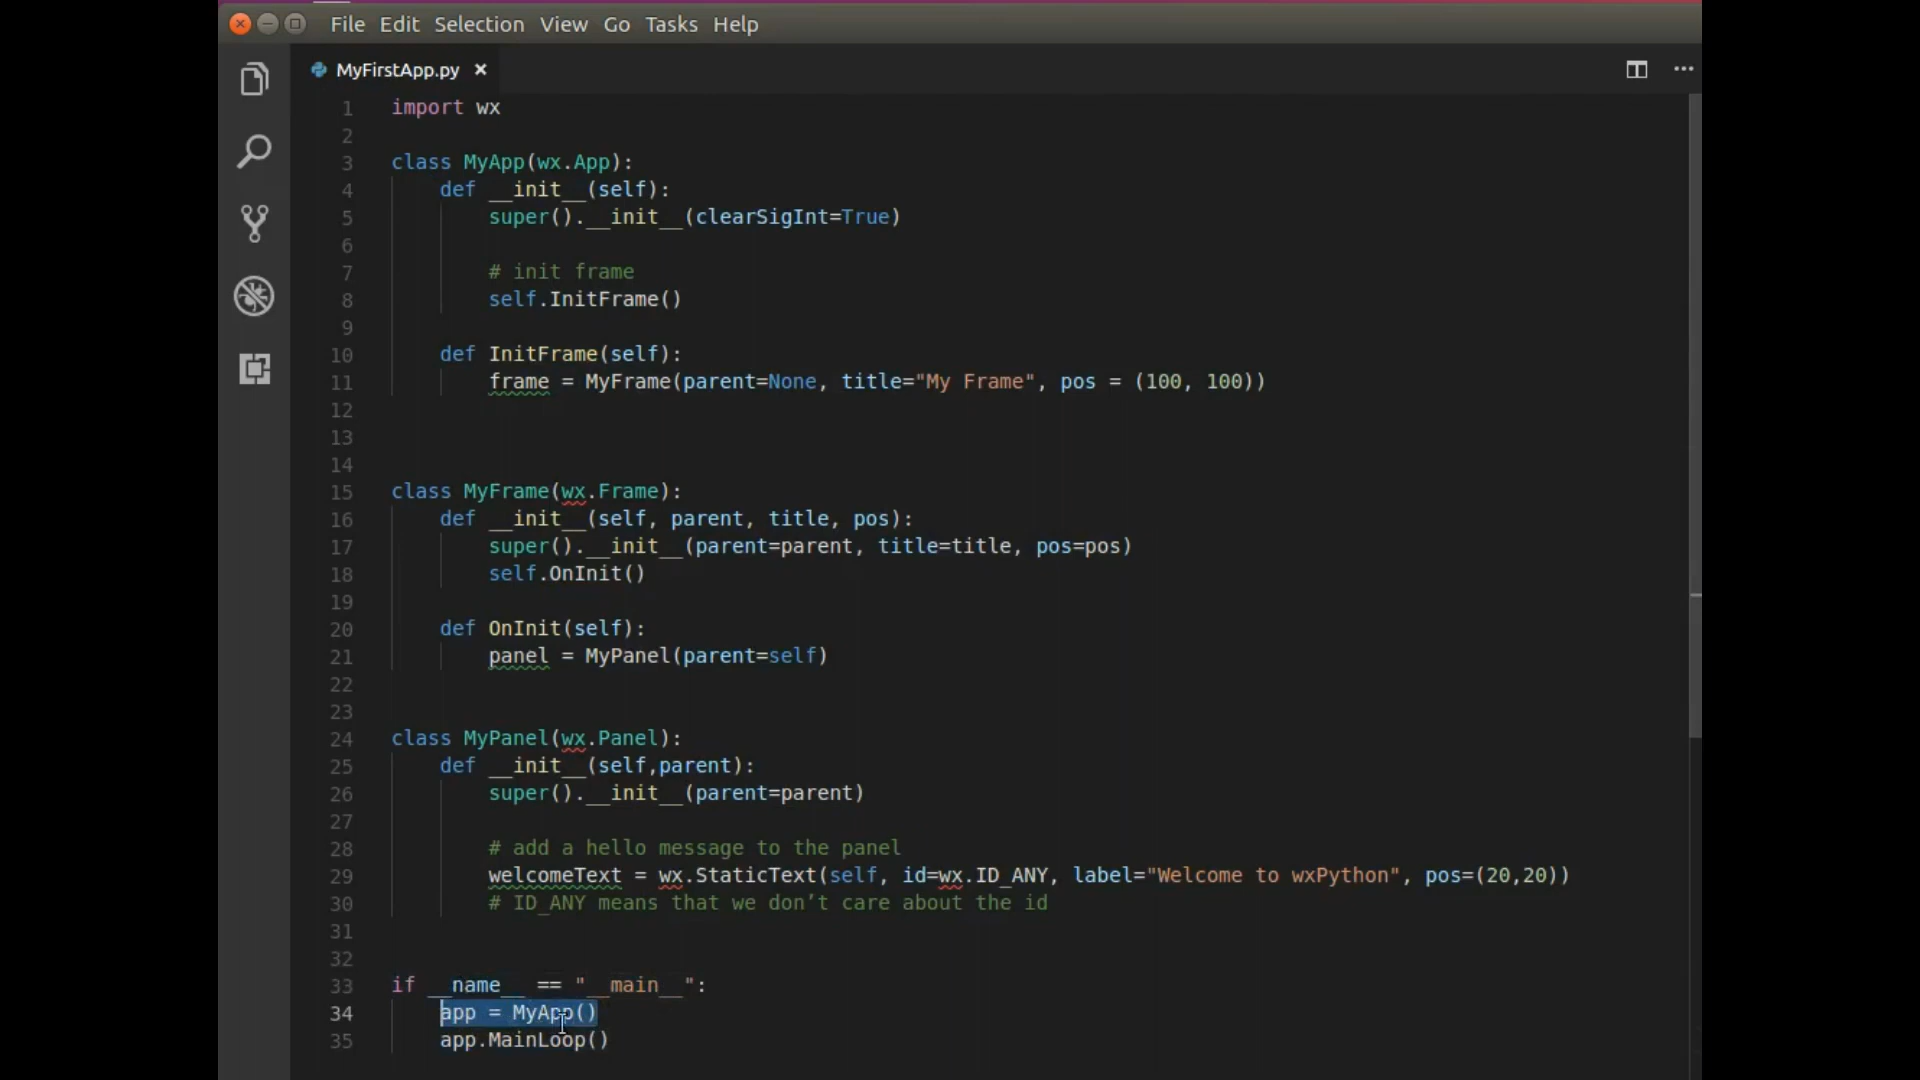 File Edit Selection View Go Tasks Help
MyFirstApp.py ×
1 import wx
2
3 class MyApp(wx.App):
4     def __init__(self):
5         super().__init__(clearSigInt=True)
6
7         # init frame
8         self.InitFrame()
9
10     def InitFrame(self):
11         frame = MyFrame(parent=None, title="My Frame", pos = (100, 100))
12
13
14
15 class MyFrame(wx.Frame):
16     def __init__(self, parent, title, pos):
17         super().__init__(parent=parent, title=title, pos=pos)
18         self.OnInit()
19
20     def OnInit(self):
21         panel = MyPanel(parent=self)
22
23
24 class MyPanel(wx.Panel):
25     def __init__(self,parent):
26         super().__init__(parent=parent)
27
28         # add a hello message to the panel
29         welcomeText = wx.StaticText(self, id=wx.ID_ANY, label="Welcome to wxPython", pos=(20,20))
30         # ID_ANY means that we don’t care about the id
31
32
33 if __name__ == "__main__":
34     app = MyApp()
35     app.MainLoop()